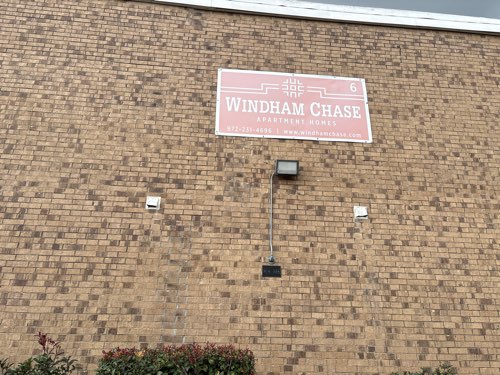 6
WINDHAM CHASE
APARTMENT HOMES
972-231-4696 | www.windhamchase.com